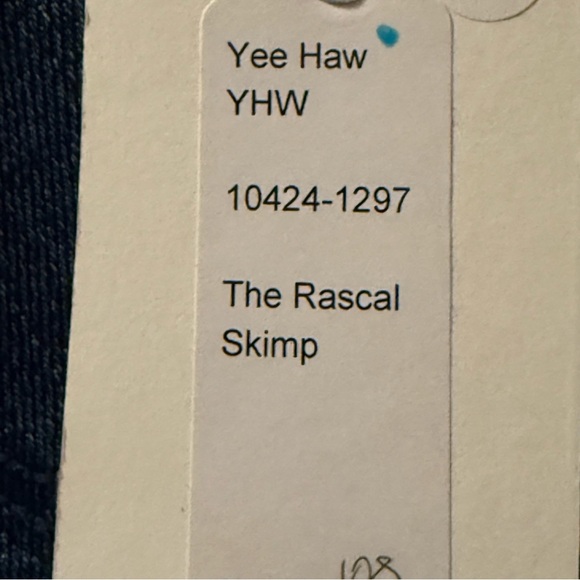 Yee Haw
YHW
10424-1297
The Rascal
Skimp